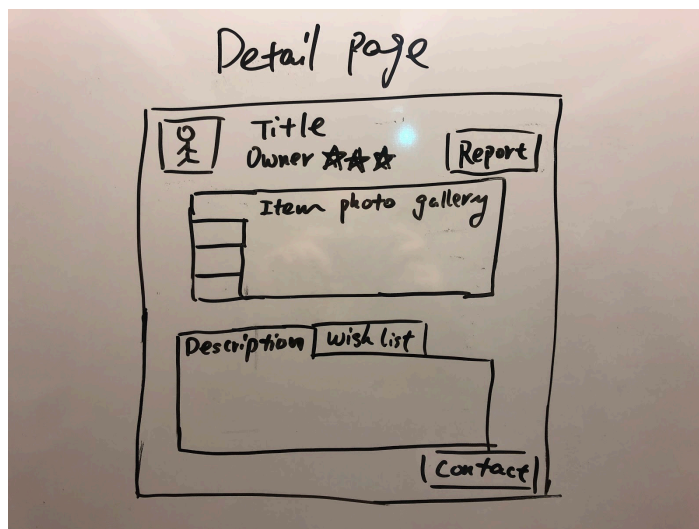 Detail page
Title
Owner ☆☆☆
Report
Item photo gallery
Description
wish list
Contact